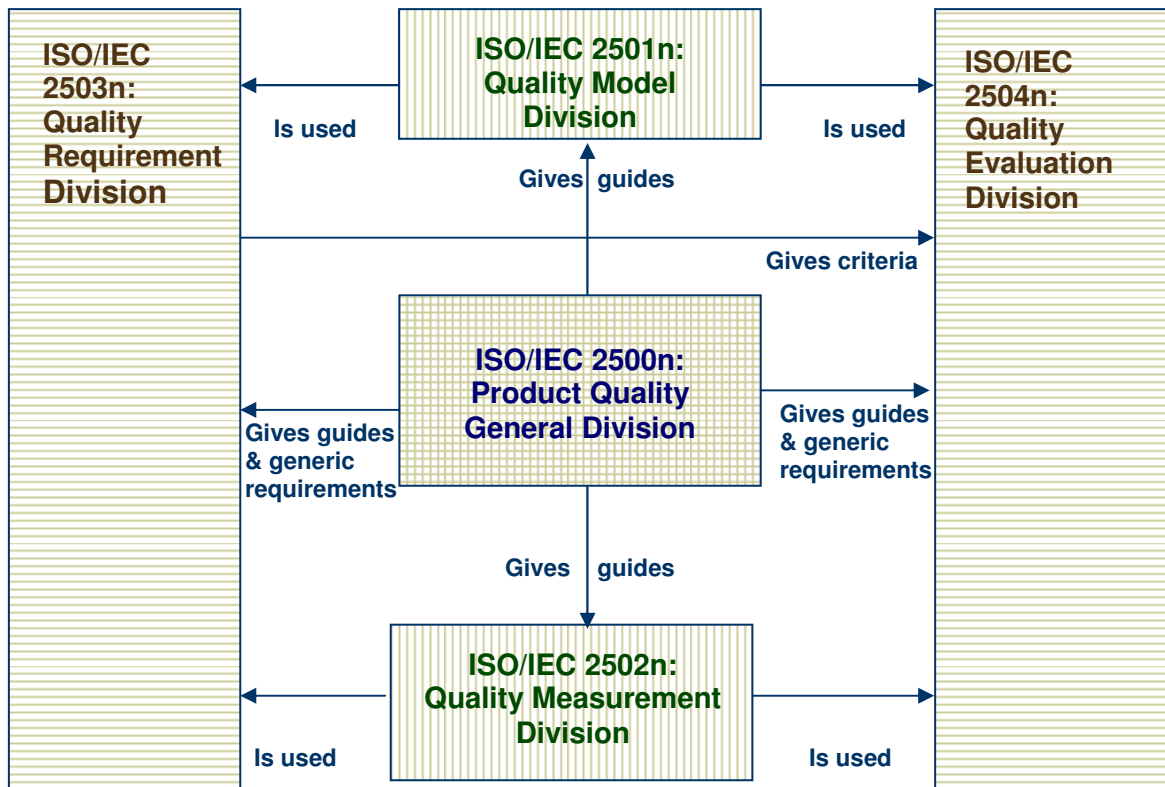 ISO/IEC
2503n:
Quality
Requirement
Division
ISO/IEC 2501n:
Quality Model
Division
ISO/IEC
2504n:
Quality
Evaluation
Division
Is used
Is used
Gives guides
Gives criteria
ISO/IEC 2500n:
Product Quality
General Division
Gives guides
& generic
requirements
Gives guides
& generic
requirements
Gives guides
ISO/IEC 2502n:
Quality Measurement
Division
Is used
Is used